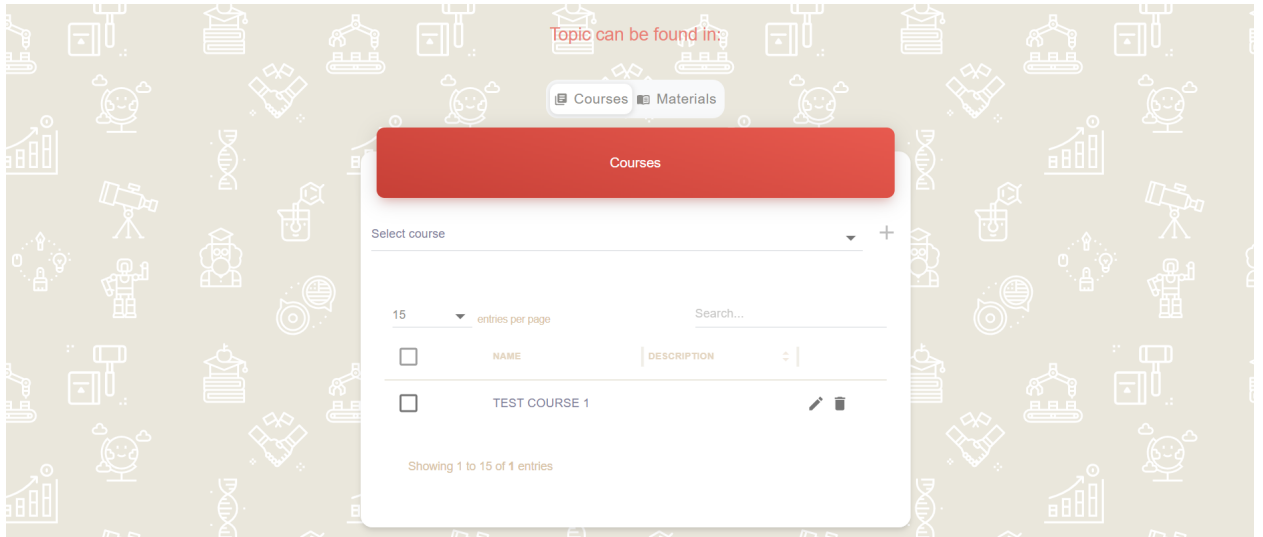 Topic can be found in:
Courses Materials
Courses
Select course
15 entries per page Search...
NAME DESCRIPTION
TEST COURSE 1
Showing 1 to 15 of 1 entries